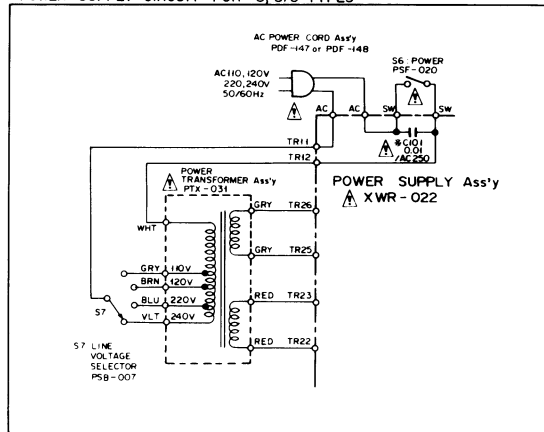 AC POWER CORD Ass'y
PDF-147 or PDF-148
S6 : POWER
PSF-020
AC110, 120V
220, 240V
50/60Hz
AC
AC
SW
SW
TR11
TR12
※C101
0.01
/AC250
POWER
TRANSFORMER Ass'y
PTX-031
POWER SUPPLY Ass'y
XWR-022
WHT
GRY
TR26
GRY
TR25
GRY
110V
BRN
120V
BLU
220V
VLT
240V
RED
TR23
RED
TR22
S7
S7 LINE
VOLTAGE
SELECTOR
PSB-007